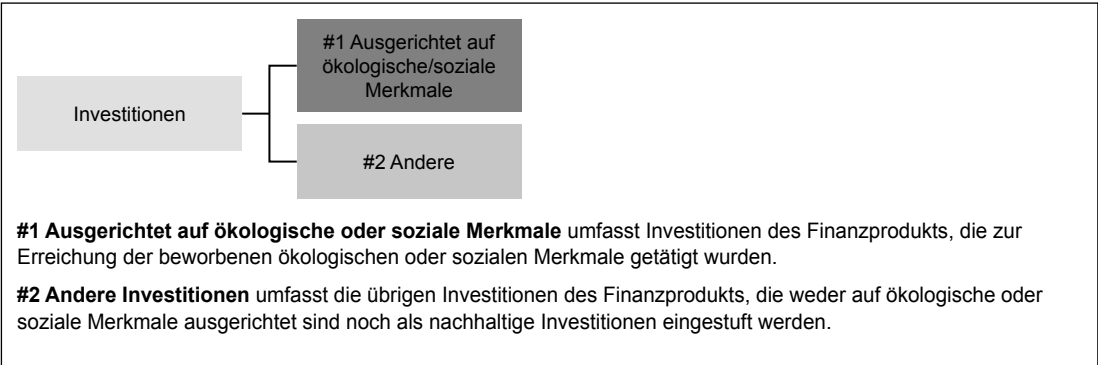 #1 Ausgerichtet auf
ökologische/soziale
Merkmale
Investitionen
#2 Andere
#1 Ausgerichtet auf ökologische oder soziale Merkmale umfasst Investitionen des Finanzprodukts, die zur
Erreichung der beworbenen ökologischen oder sozialen Merkmale getätigt wurden.
#2 Andere Investitionen umfasst die übrigen Investitionen des Finanzprodukts, die weder auf ökologische oder
soziale Merkmale ausgerichtet sind noch als nachhaltige Investitionen eingestuft werden.